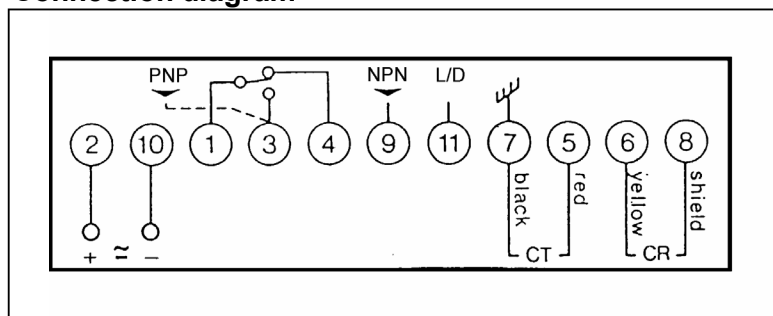 Connection diagram
PNP NPN L/D
2 10 1 3 4 9 11 7 5 6 8
black red yellow shield
+ ≃ − CT CR